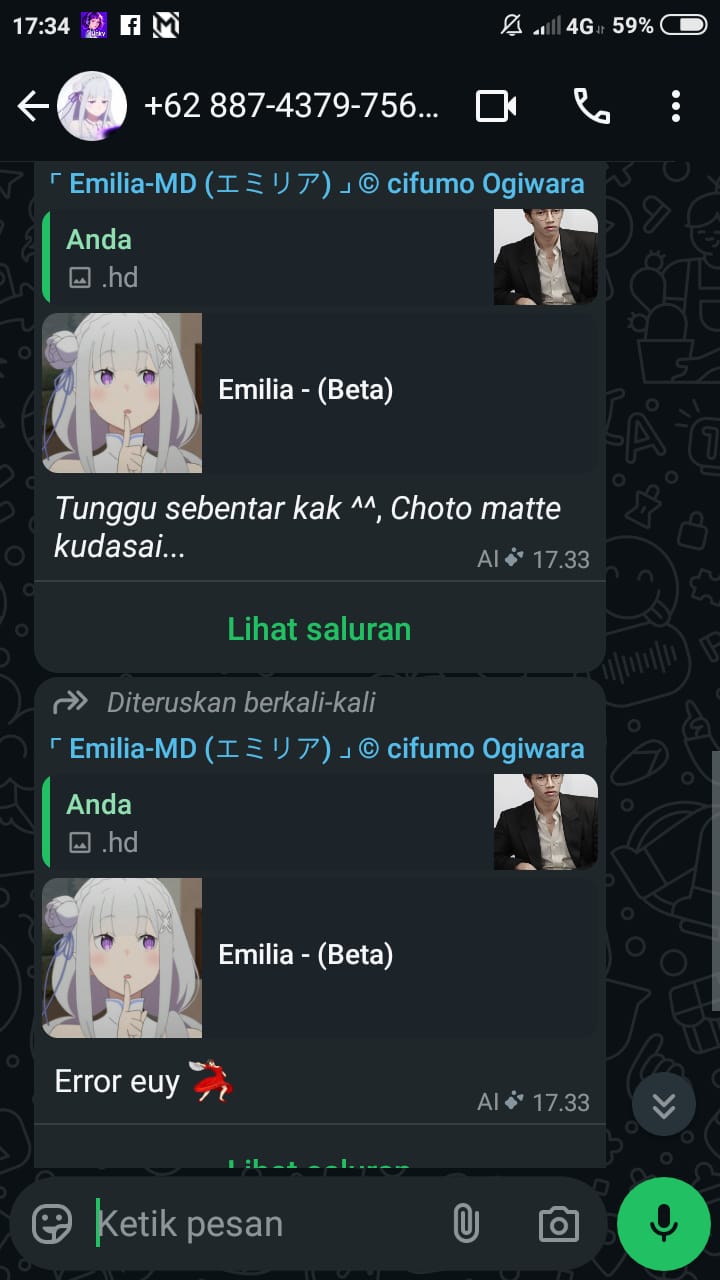 17:34 4G 59%
+62 887-4379-756...
「 Emilia-MD (エミリア) 」© cifumo Ogiwara
Anda
.hd
Emilia - (Beta)
Tunggu sebentar kak ^^, Choto matte
kudasai...
AI 17.33
Lihat saluran
Diteruskan berkali-kali
「 Emilia-MD (エミリア) 」© cifumo Ogiwara
Anda
.hd
Emilia - (Beta)
Error euy 💃
AI 17.33
Lihat saluran
Ketik pesan